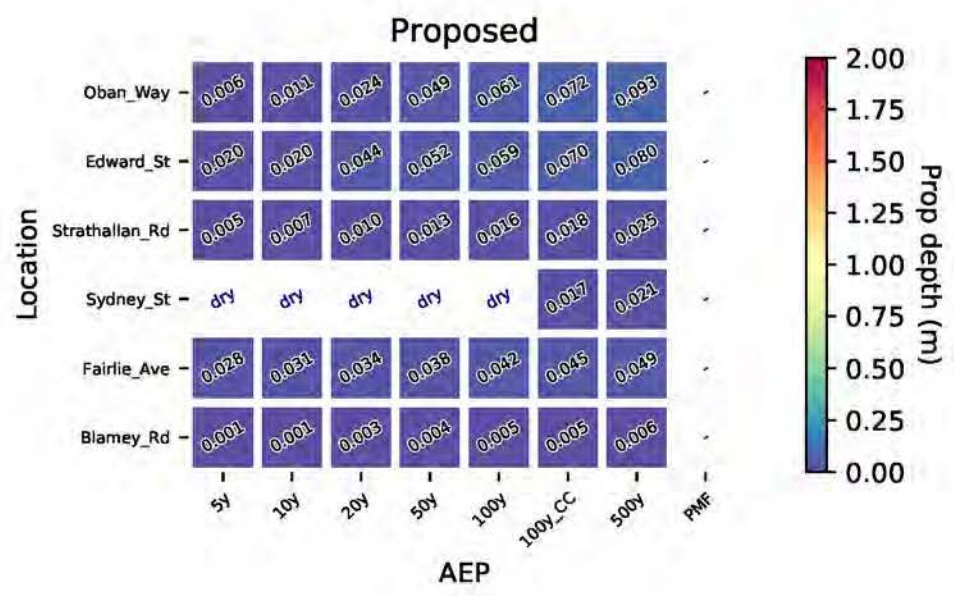 Proposed
Oban_Way 0.006 0.011 0.024 0.049 0.061 0.072 0.093 -
Edward_St 0.020 0.020 0.044 0.052 0.059 0.070 0.080 -
Strathallan_Rd 0.005 0.007 0.010 0.013 0.016 0.018 0.025 -
Sydney_St dry dry dry dry dry 0.017 0.021 -
Fairlie_Ave 0.028 0.031 0.034 0.038 0.042 0.045 0.049 -
Blamey_Rd 0.001 0.001 0.003 0.004 0.005 0.005 0.006 -
5y 10y 20y 50y 100y 100y_CC 500y PMF
AEP
Location
2.00
1.75
1.50
1.25
1.00
0.75
0.50
0.25
0.00
Prop depth (m)